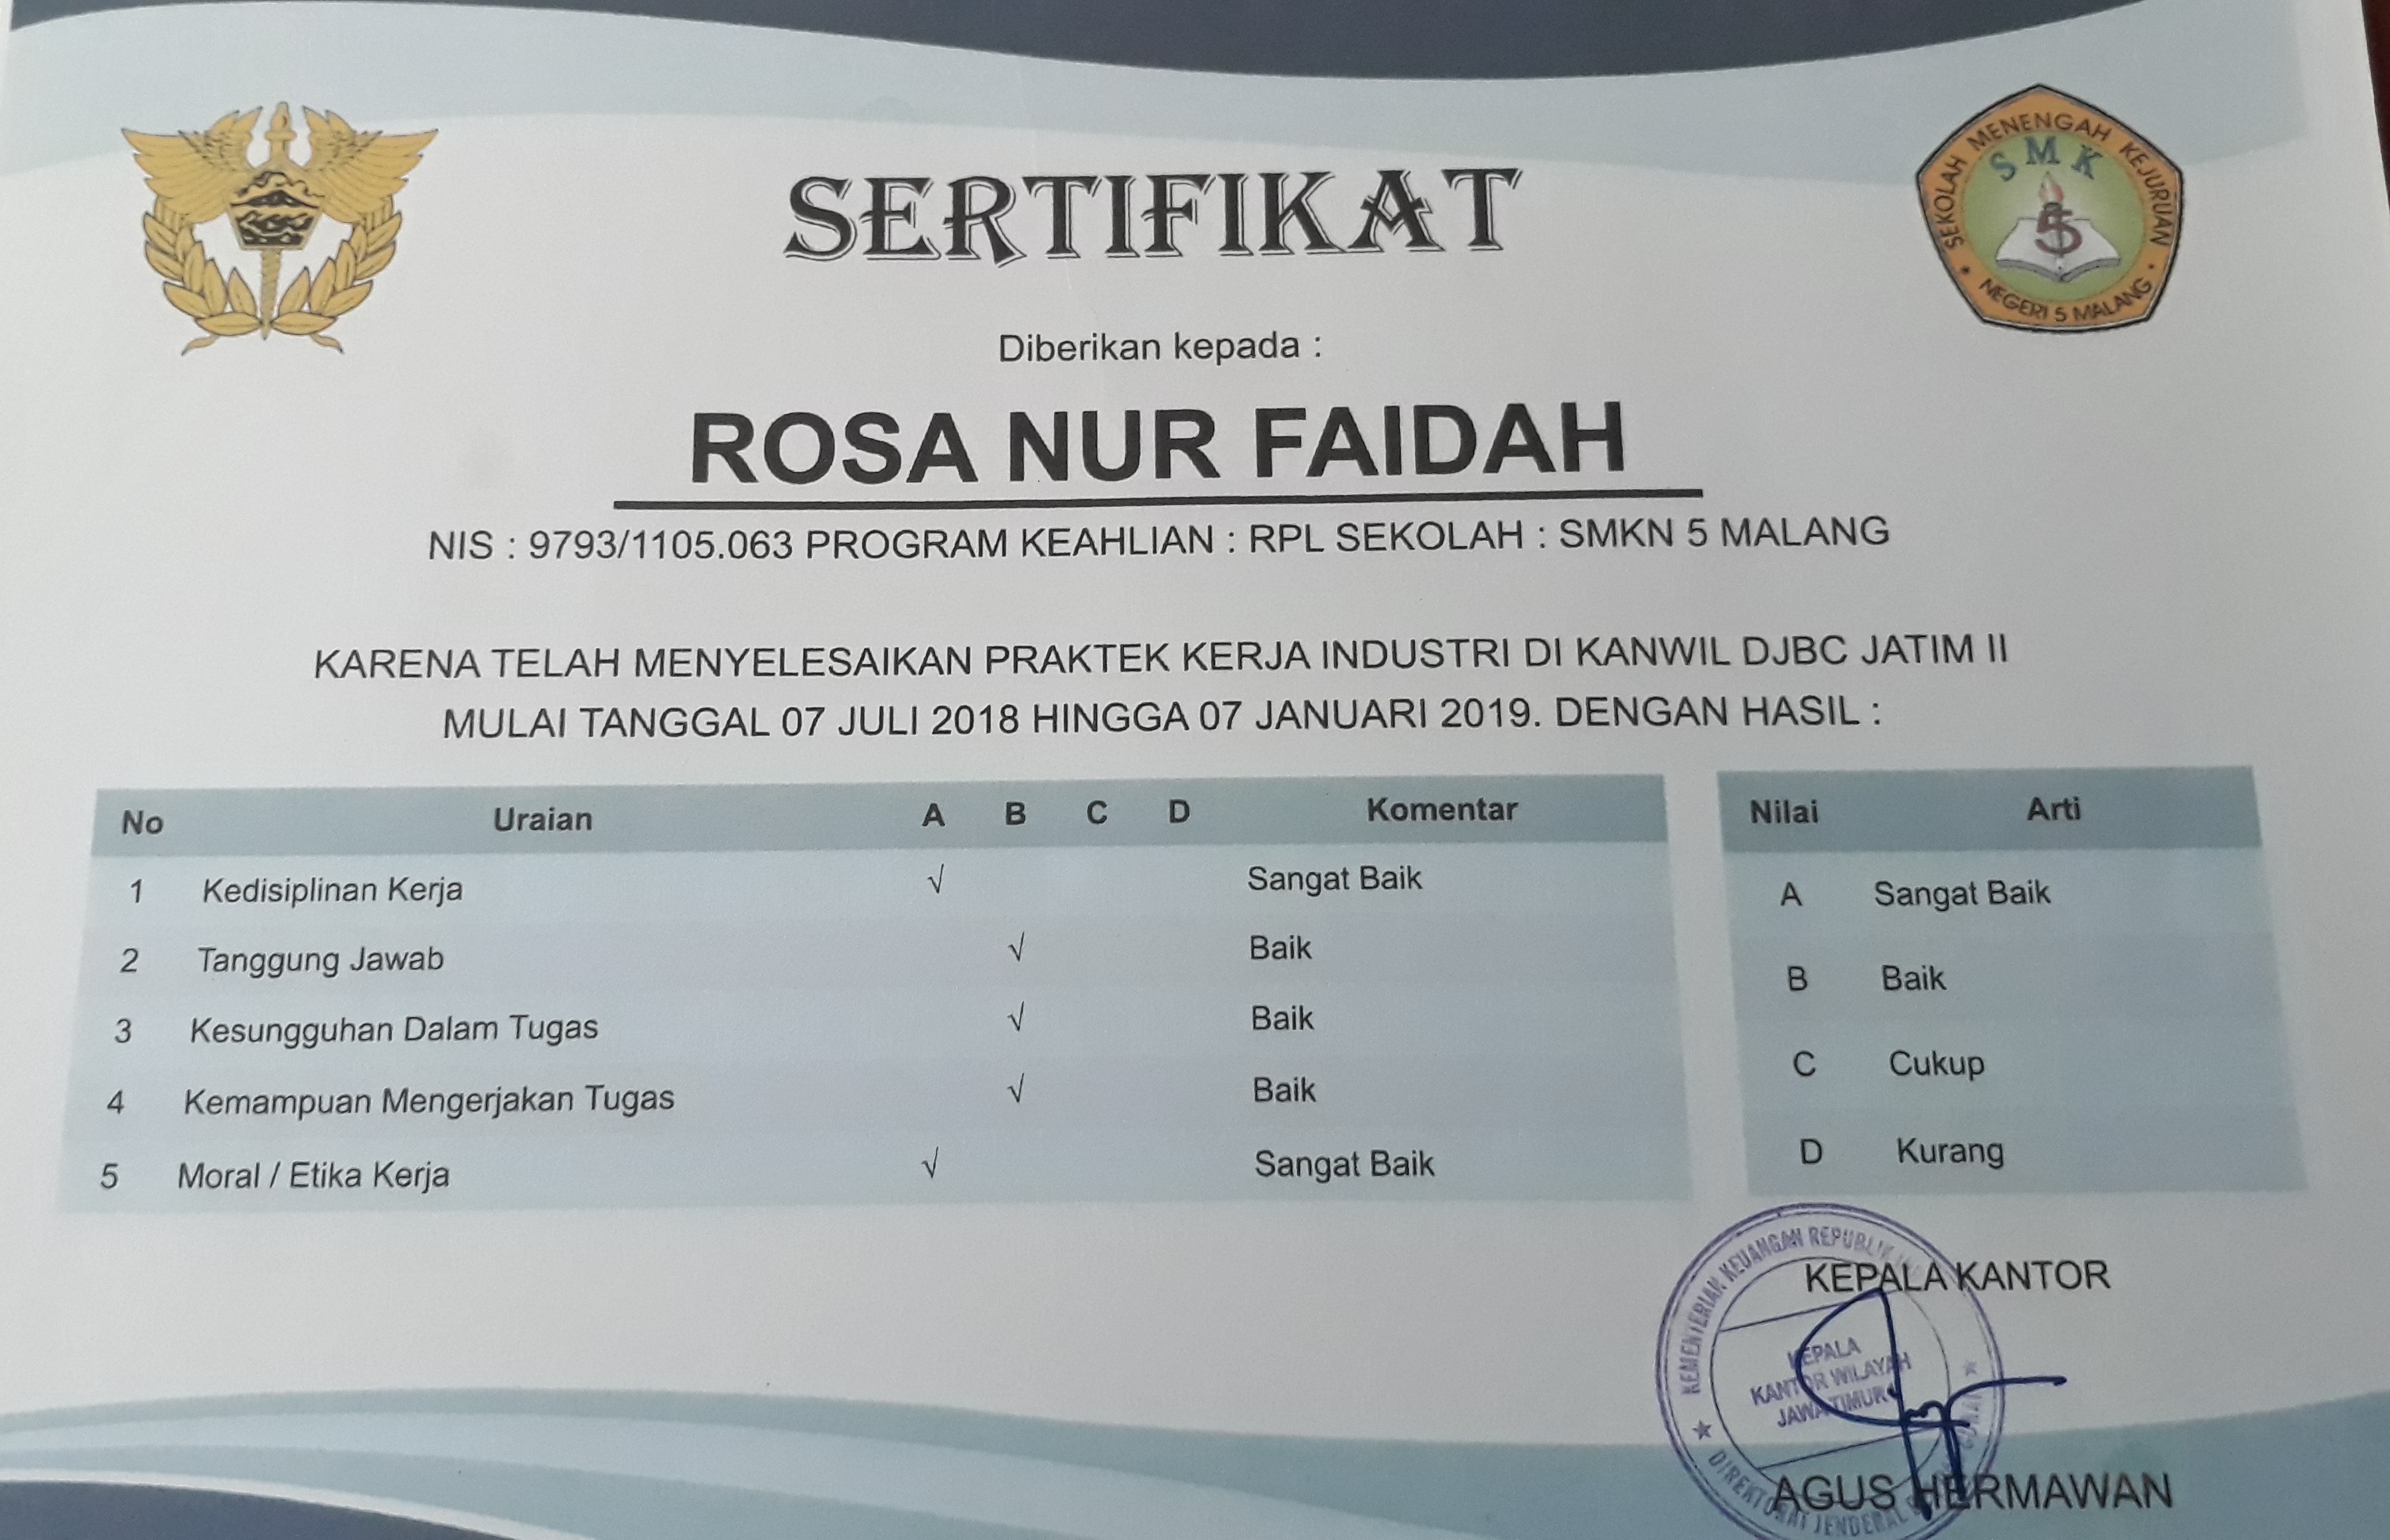 SEKOLAH MENENGAH KEJURUAN
SMK
5
NEGERI 5 MALANG
SERTIFIKAT
Diberikan kepada :
ROSA NUR FAIDAH
NIS : 9793/1105.063 PROGRAM KEAHLIAN : RPL SEKOLAH : SMKN 5 MALANG
KARENA TELAH MENYELESAIKAN PRAKTEK KERJA INDUSTRI DI KANWIL DJBC JATIM II
MULAI TANGGAL 07 JULI 2018 HINGGA 07 JANUARI 2019. DENGAN HASIL :
No Uraian A B C D Komentar
1 Kedisiplinan Kerja √ Sangat Baik
2 Tanggung Jawab √ Baik
3 Kesungguhan Dalam Tugas √ Baik
4 Kemampuan Mengerjakan Tugas √ Baik
5 Moral / Etika Kerja √ Sangat Baik
Nilai Arti
A Sangat Baik
B Baik
C Cukup
D Kurang
KEPALA KANTOR
KEMENTERIAN KEUANGAN REPUBLIK
KEPALA
KANTOR WILAYAH
JAWA TIMUR
DIREKTORAT JENDERAL
AGUS HERMAWAN